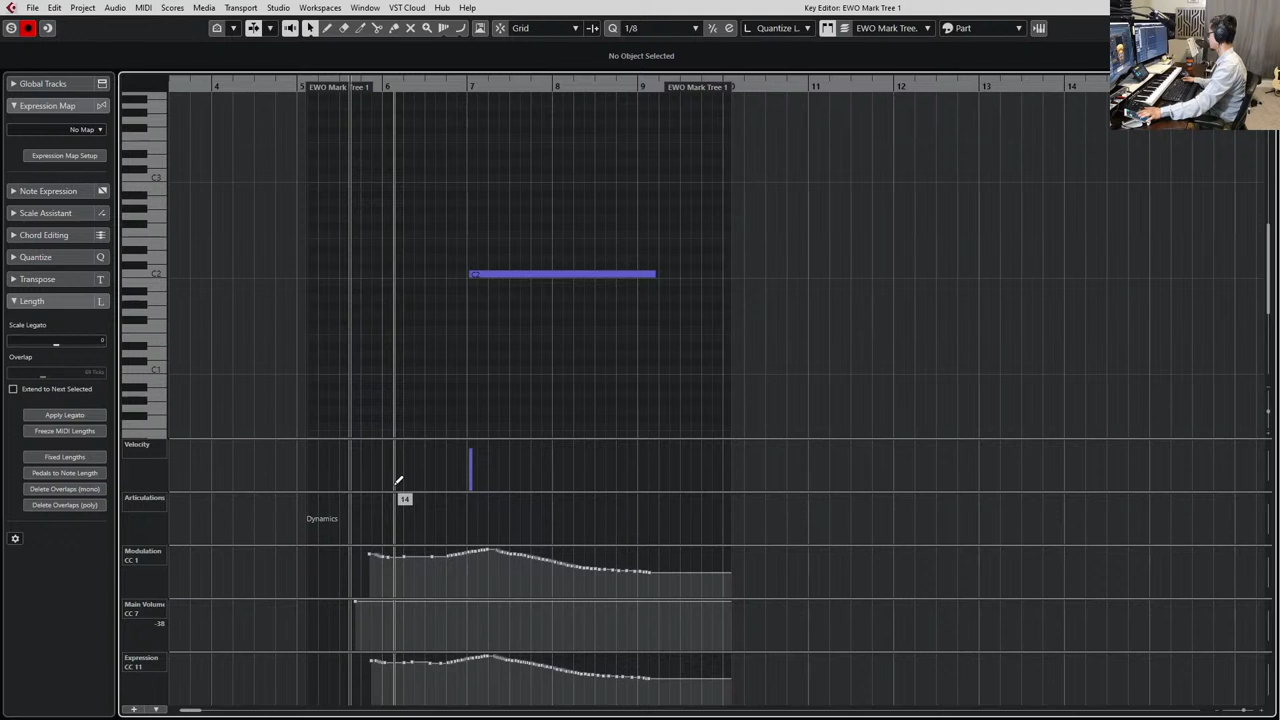 File Edit Project Audio MIDI Scores Media Transport Studio Workspaces Window VST Cloud Hub Help
Key Editor: EWO Mark Tree 1
Grid
1/8
Quantize L.
EWO Mark Tree.
Part
No Object Selected
Global Tracks
Expression Map
No Map
Expression Map Setup
Note Expression
Scale Assistant
Chord Editing
Quantize
Transpose
Length
Scale Legato
0
Overlap
69 Ticks
Extend to Next Selected
Apply Legato
Freeze MIDI Lengths
Fixed Lengths
Pedals to Note Length
Delete Overlaps (mono)
Delete Overlaps (poly)
4 5 6 7 8 9 11 12 13 14
EWO Mark Tree 1
EWO Mark Tree 1
C3
C2
C2
C1
Velocity
14
Articulations
Dynamics
Modulation
CC 1
Main Volume
CC 7
-38
Expression
CC 11